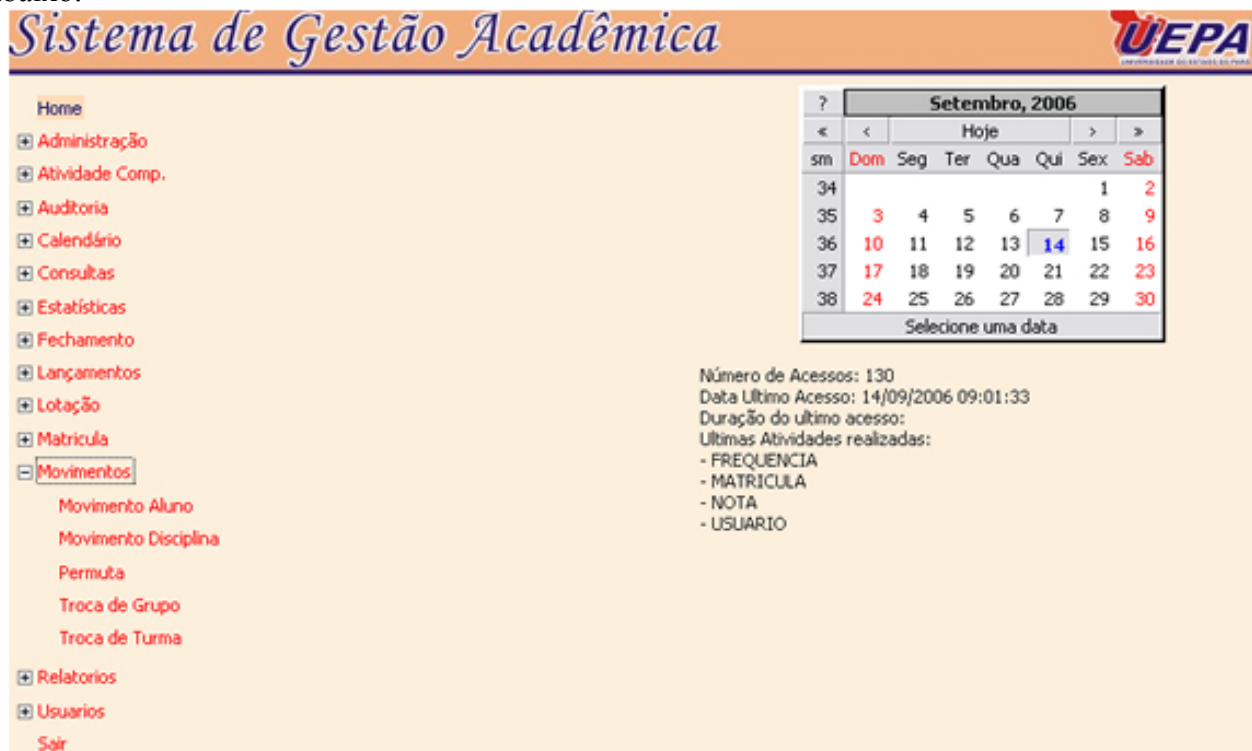 Sistema de Gestão Acadêmica
UEPA
UNIVERSIDADE DO ESTADO DO PARÁ
Home
Administração
Atividade Comp.
Auditoria
Calendário
Consultas
Estatísticas
Fechamento
Lançamentos
Lotação
Matricula
Movimentos
Movimento Aluno
Movimento Disciplina
Permuta
Troca de Grupo
Troca de Turma
Relatorios
Usuarios
Sair
? Setembro, 2006
« ‹ Hoje › »
sm Dom Seg Ter Qua Qui Sex Sab
34 1 2
35 3 4 5 6 7 8 9
36 10 11 12 13 14 15 16
37 17 18 19 20 21 22 23
38 24 25 26 27 28 29 30
Selecione uma data
Número de Acessos: 130
Data Ultimo Acesso: 14/09/2006 09:01:33
Duração do ultimo acesso:
Ultimas Atividades realizadas:
- FREQUENCIA
- MATRICULA
- NOTA
- USUARIO